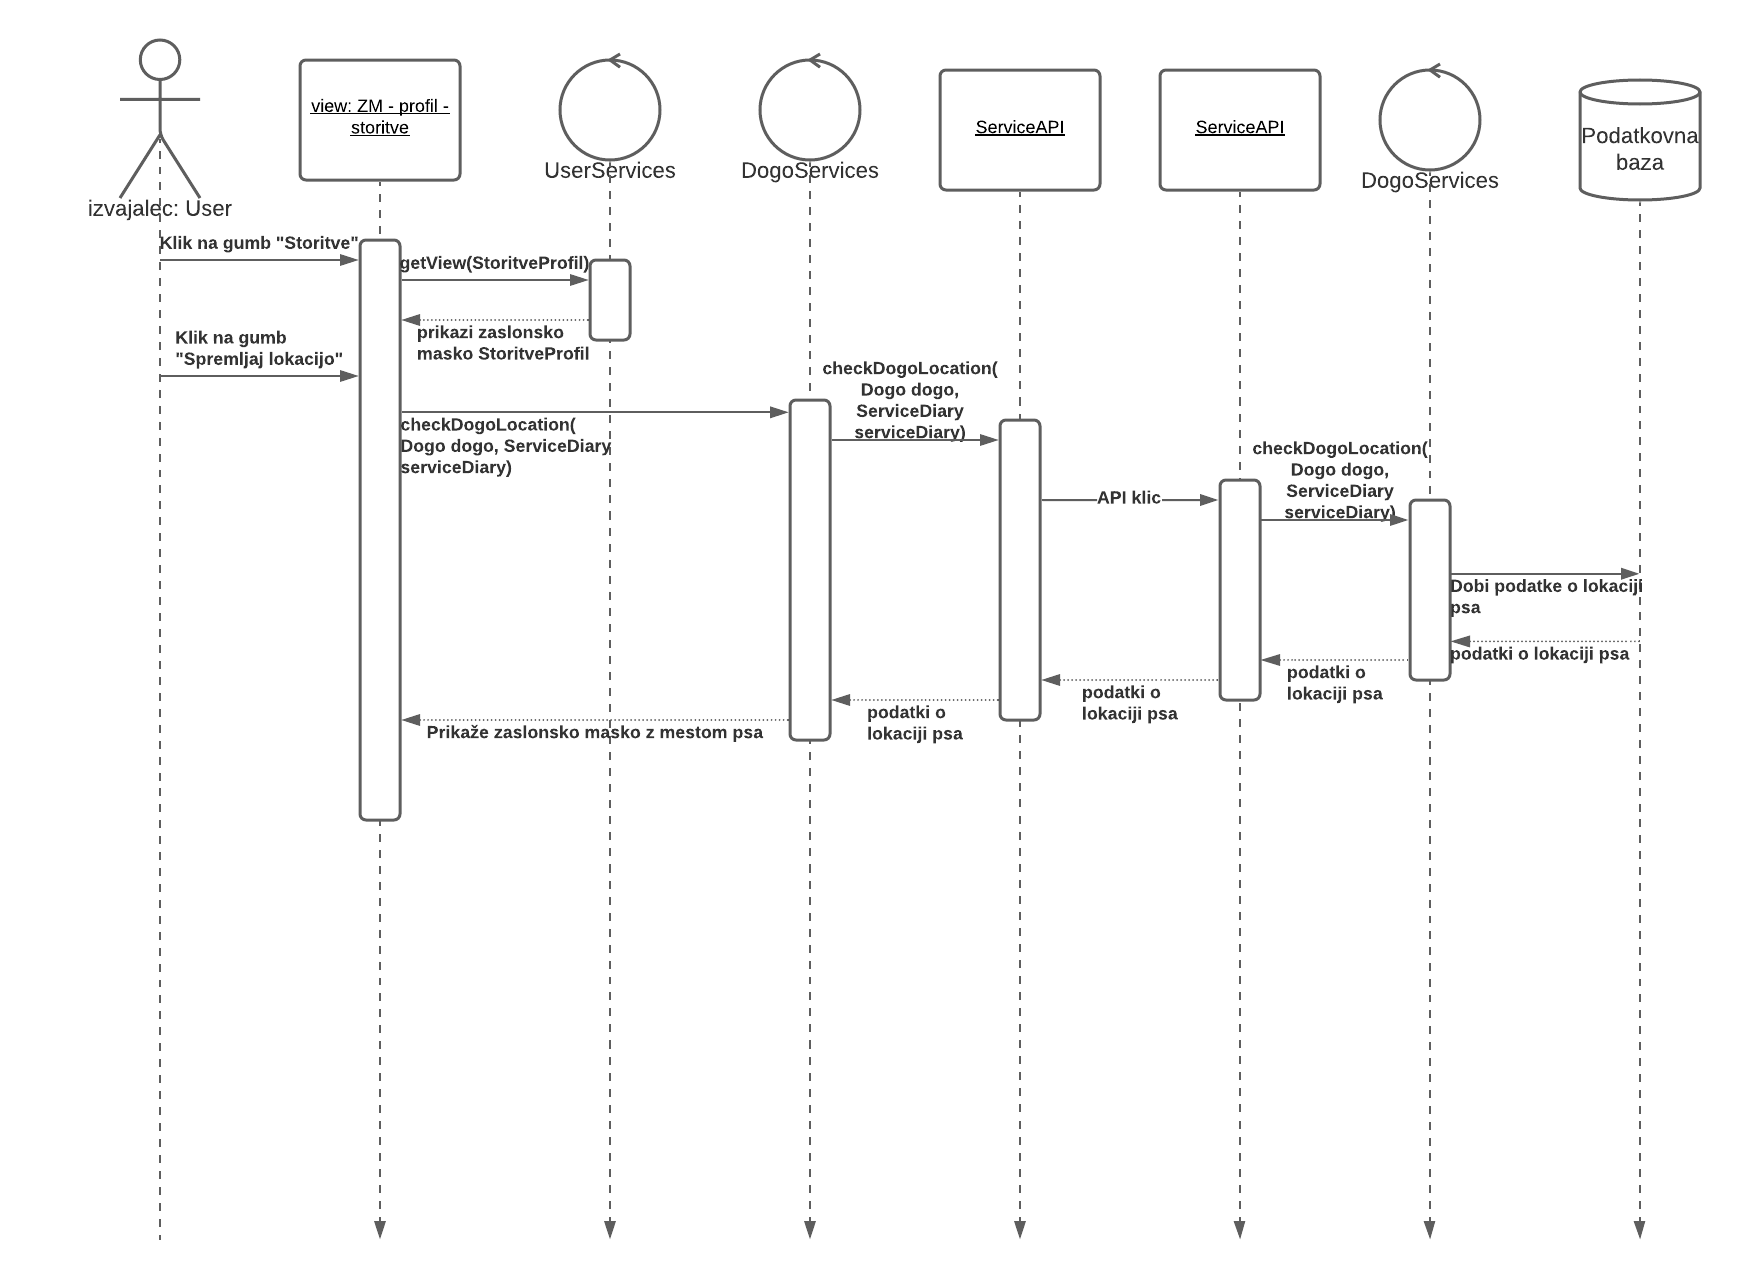 view: ZM - profil -
storitve
ServiceAPI
ServiceAPI
Podatkovna
baza
UserServices
DogoServices
DogoServices
izvajalec: User
Klik na gumb "Storitve"
getView(StoritveProfil)
prikazi zaslonsko
masko StoritveProfil
Klik na gumb
"Spremljaj lokacijo"
checkDogoLocation(
Dogo dogo, ServiceDiary
serviceDiary)
checkDogoLocation(
Dogo dogo,
ServiceDiary
serviceDiary)
API klic
checkDogoLocation(
Dogo dogo,
ServiceDiary
serviceDiary)
Dobi podatke o lokaciji
psa
podatki o lokaciji psa
podatki o
lokaciji psa
podatki o
lokaciji psa
podatki o
lokaciji psa
Prikaže zaslonsko masko z mestom psa